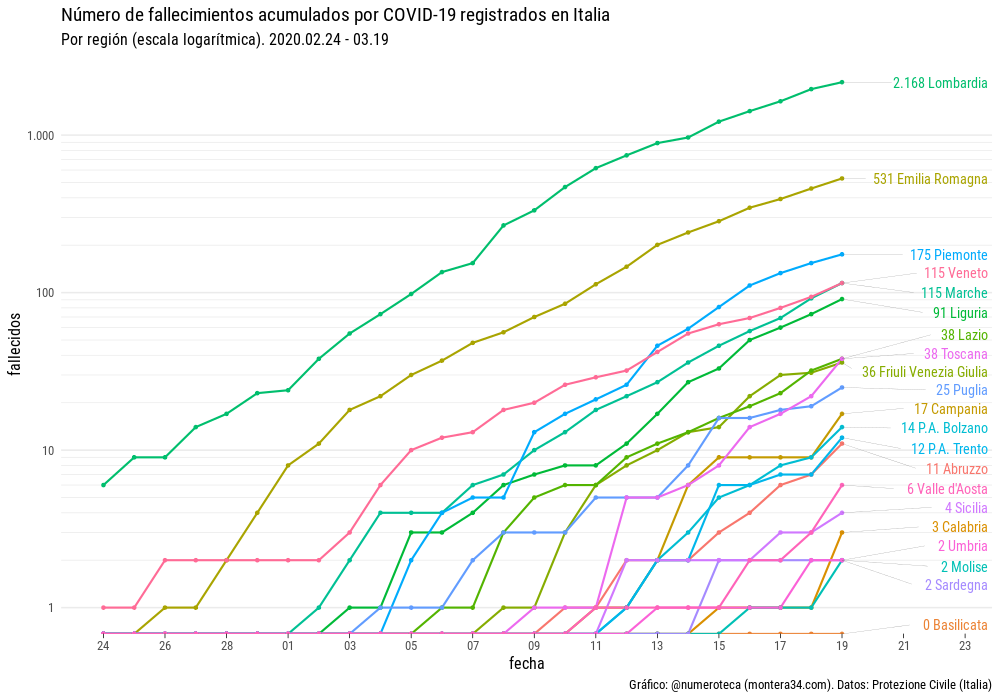 Número de fallecimientos acumulados por COVID-19 registrados en Italia
Por región (escala logarítmica). 2020.02.24 - 03.19
2.168 Lombardia
1.000
531 Emilia Romagna
175 Piemonte
115 Veneto
100
115 Marche
91 Liguria
fallecidos
38 Lazio
38 Toscana
36 Friuli Venezia Giulia
25 Puglia
17 Campania
14 P.A. Bolzano
10
12 P.A. Trento
11 Abruzzo
6 Valle d'Aosta
4 Sicilia
3 Calabria
2 Umbria
2 Molise
2 Sardegna
1
0 Basilicata
24 26 28 01 03 05 07 09 11 13 15 17 19 21 23
fecha
Gráfico: @numeroteca (montera34.com). Datos: Protezione Civile (Italia)